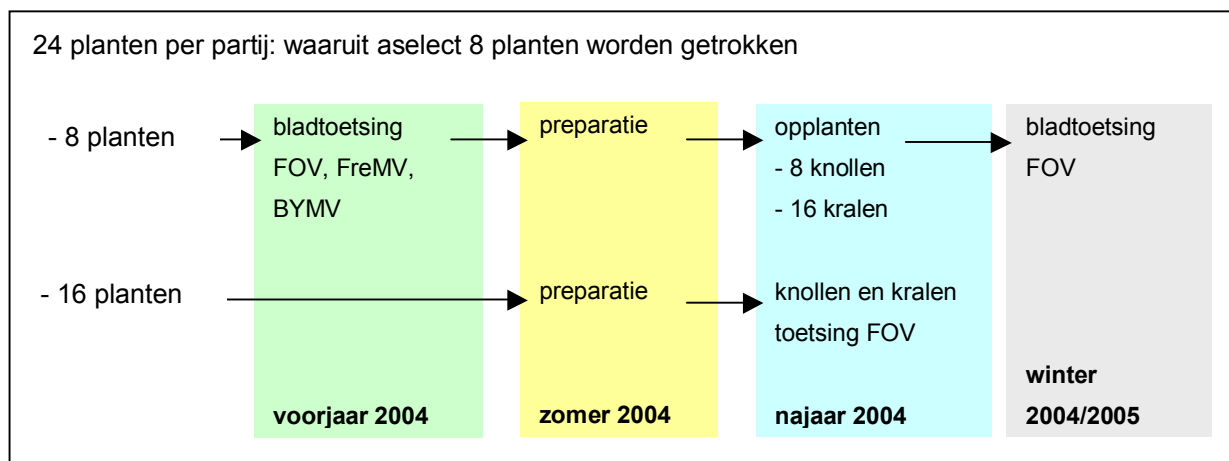 24 planten per partij: waaruit aselect 8 planten worden getrokken
- 8 planten
bladtoetsing
FOV, FreMV,
BYMV
preparatie
opplanten
- 8 knollen
- 16 kralen
bladtoetsing
FOV
- 16 planten
preparatie
knollen en kralen
toetsing FOV
voorjaar 2004
zomer 2004
najaar 2004
winter
2004/2005